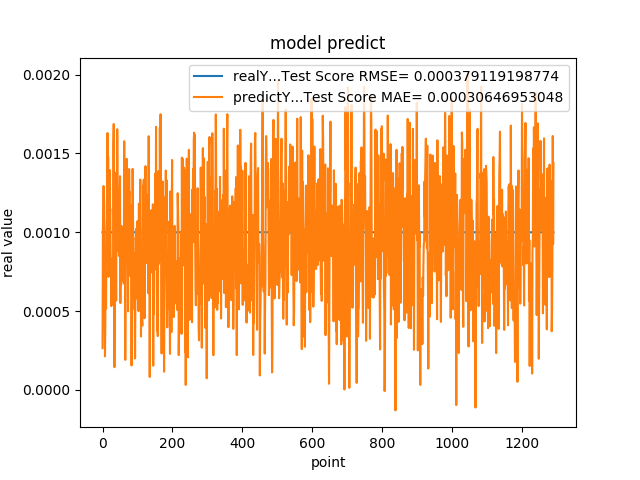 model predict
realY...Test Score RMSE= 0.000379119198774
predictY...Test Score MAE= 0.00030646953048
0.0020
0.0015
0.0010
0.0005
0.0000
real value
0 200 400 600 800 1000 1200
point